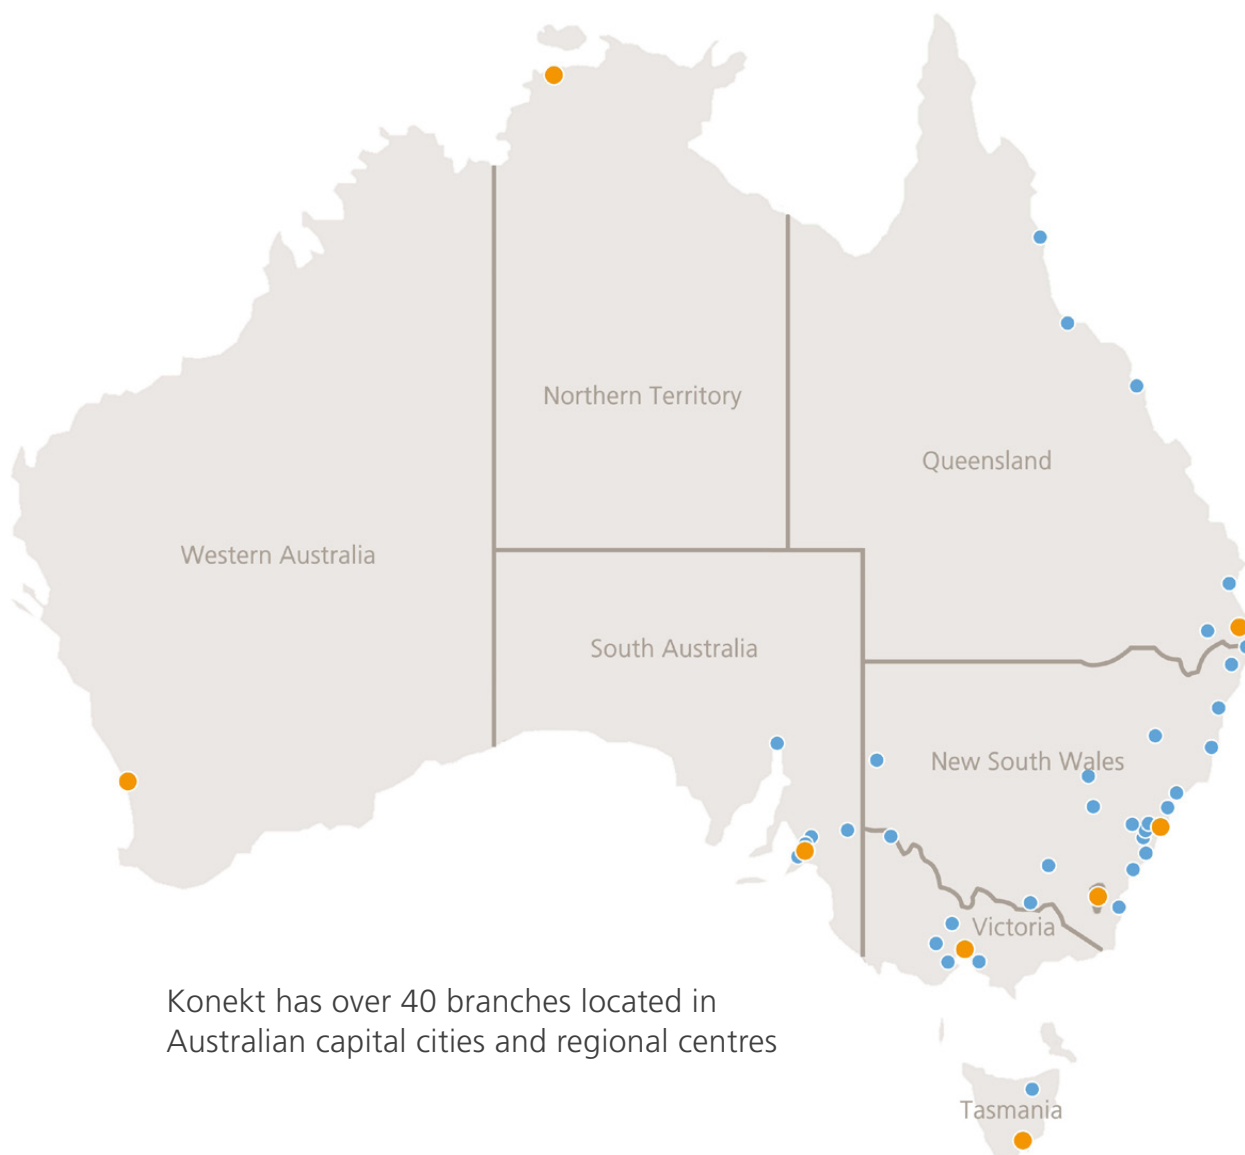 Northern Territory
Queensland
Western Australia
South Australia
New South Wales
Victoria
Konekt has over 40 branches located in
Australian capital cities and regional centres
Tasmania